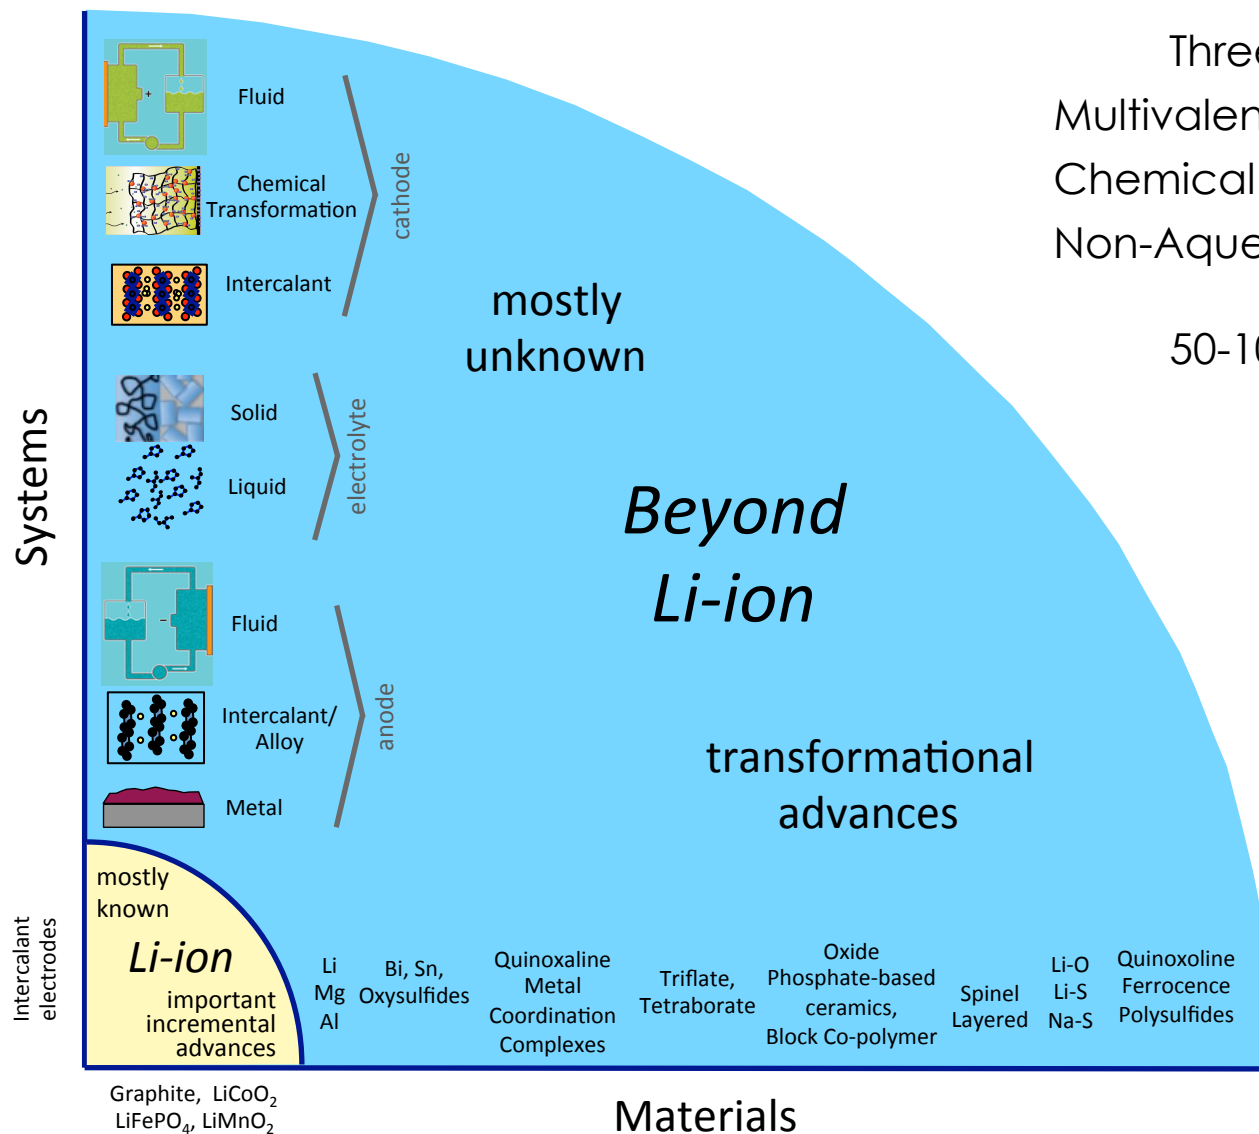 Three
Multivalen
Chemical
Non-Aque
50-10
Systems
Fluid
Chemical
Transformation
Intercalant
cathode
Solid
Liquid
electrolyte
Fluid
Intercalant/
Alloy
Metal
anode
mostly
unknown
Beyond
Li-ion
transformational
advances
Intercalant
electrodes
mostly
known
Li-ion
important
incremental
advances
Li
Mg
Al
Bi, Sn,
Oxysulfides
Quinoxaline
Metal
Coordination
Complexes
Triflate,
Tetraborate
Oxide
Phosphate-based
ceramics,
Block Co-polymer
Spinel
Layered
Li-O
Li-S
Na-S
Quinoxoline
Ferrocence
Polysulfides
Graphite, LiCoO₂
LiFePO₄, LiMnO₂
Materials